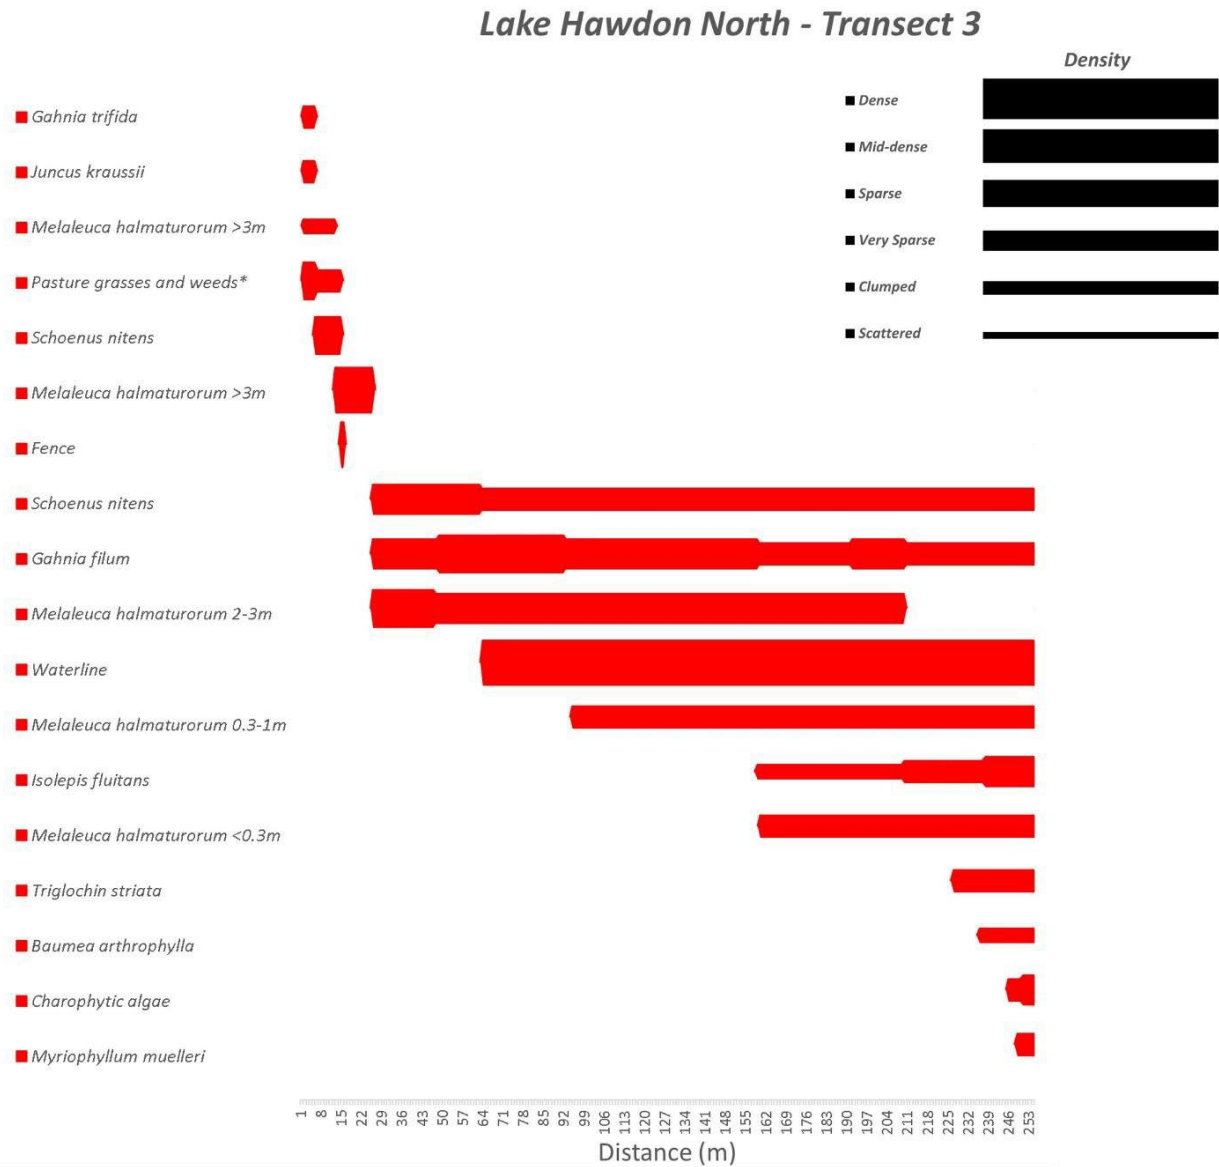 Lake Hawdon North - Transect 3
Density
Dense
Mid-dense
Sparse
Very Sparse
Clumped
Scattered
Gahnia trifida
Juncus kraussii
Melaleuca halmaturorum >3m
Pasture grasses and weeds*
Schoenus nitens
Melaleuca halmaturorum >3m
Fence
Schoenus nitens
Gahnia filum
Melaleuca halmaturorum 2-3m
Waterline
Melaleuca halmaturorum 0.3-1m
Isolepis fluitans
Melaleuca halmaturorum <0.3m
Triglochin striata
Baumea arthrophylla
Charophytic algae
Myriophyllum muelleri
1 8 15 22 29 36 43 50 57 64 71 78 85 92 99 106 113 120 127 134 141 148 155 162 169 176 183 190 197 204 211 218 225 232 239 246 253
Distance (m)